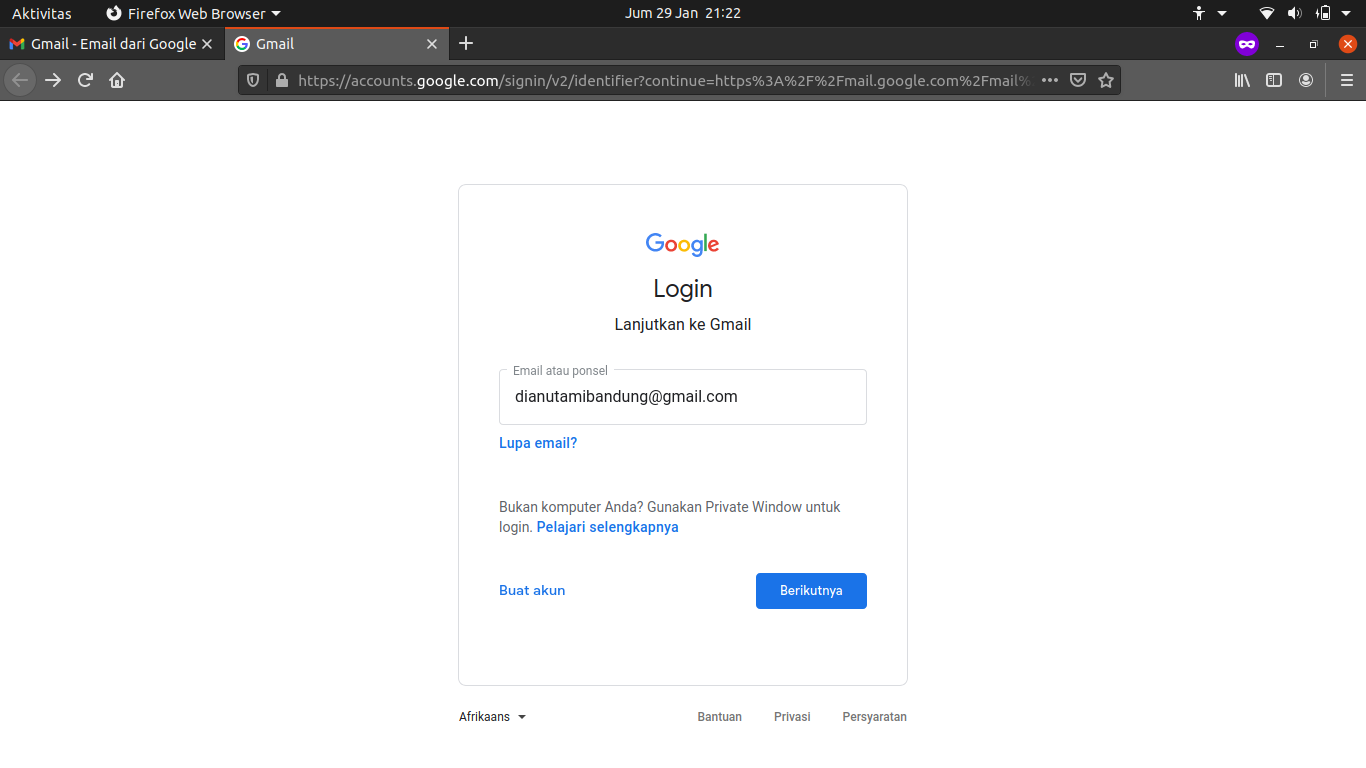 Aktivitas
Firefox Web Browser
Jum 29 Jan 21:22
Gmail - Email dari Google
Gmail
https://accounts.google.com/signin/v2/identifier?continue=https%3A%2F%2Fmail.google.com%2Fmail%
Google
Login
Lanjutkan ke Gmail
Email atau ponsel
dianutamibandung@gmail.com
Lupa email?
Bukan komputer Anda? Gunakan Private Window untuk
login. Pelajari selengkapnya
Buat akun
Berikutnya
Afrikaans
Bantuan
Privasi
Persyaratan